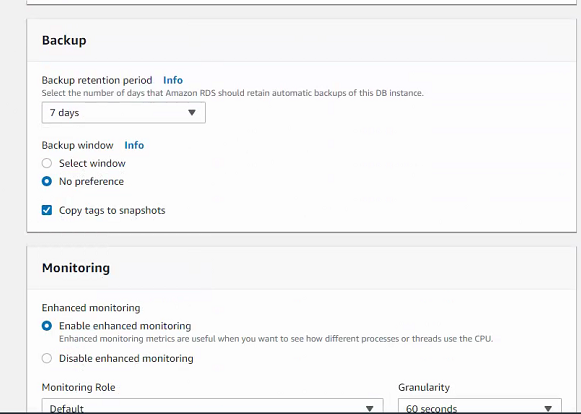 Backup
Backup retention period Info
Select the number of days that Amazon RDS should retain automatic backups of this DB instance.
7 days
Backup window Info
Select window
No preference
Copy tags to snapshots
Monitoring
Enhanced monitoring
Enable enhanced monitoring
Enhanced monitoring metrics are useful when you want to see how different processes or threads use the CPU.
Disable enhanced monitoring
Monitoring Role Granularity
Default 60 seconds